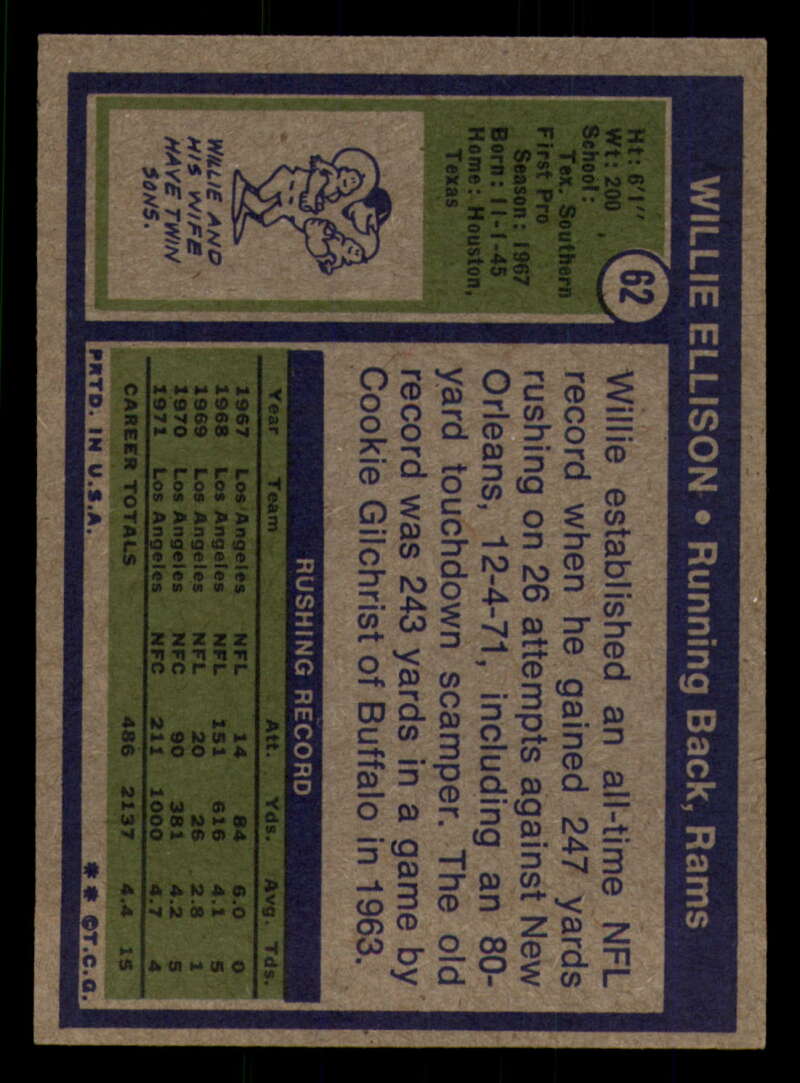 WILLIE ELLISON • Running Back, Rams
62
Ht: 6'1"
Wt: 200
School:
Tex. Southern
First Pro
Season: 1967
Born: 11-1-45
Home: Houston,
Texas
WILLIE AND
HIS WIFE
HAVE TWIN
SONS.
Willie established an all-time NFL
record when he gained 247 yards
rushing on 26 attempts against New
Orleans, 12-4-71, including an 80-
yard touchdown scamper. The old
record was 243 yards in a game by
Cookie Gilchrist of Buffalo in 1963.
RUSHING RECORD
Year Team Att. Yds. Avg. Tds.
1967 Los Angeles NFL 14 84 6.0 0
1968 Los Angeles NFL 151 616 4.1 5
1969 Los Angeles NFL 20 26 2.8 1
1970 Los Angeles NFC 90 381 4.2 5
1971 Los Angeles NFC 211 1000 4.7 4
CAREER TOTALS 486 2137 4.4 15
PRTD. IN U.S.A. ** ©T.C.G.